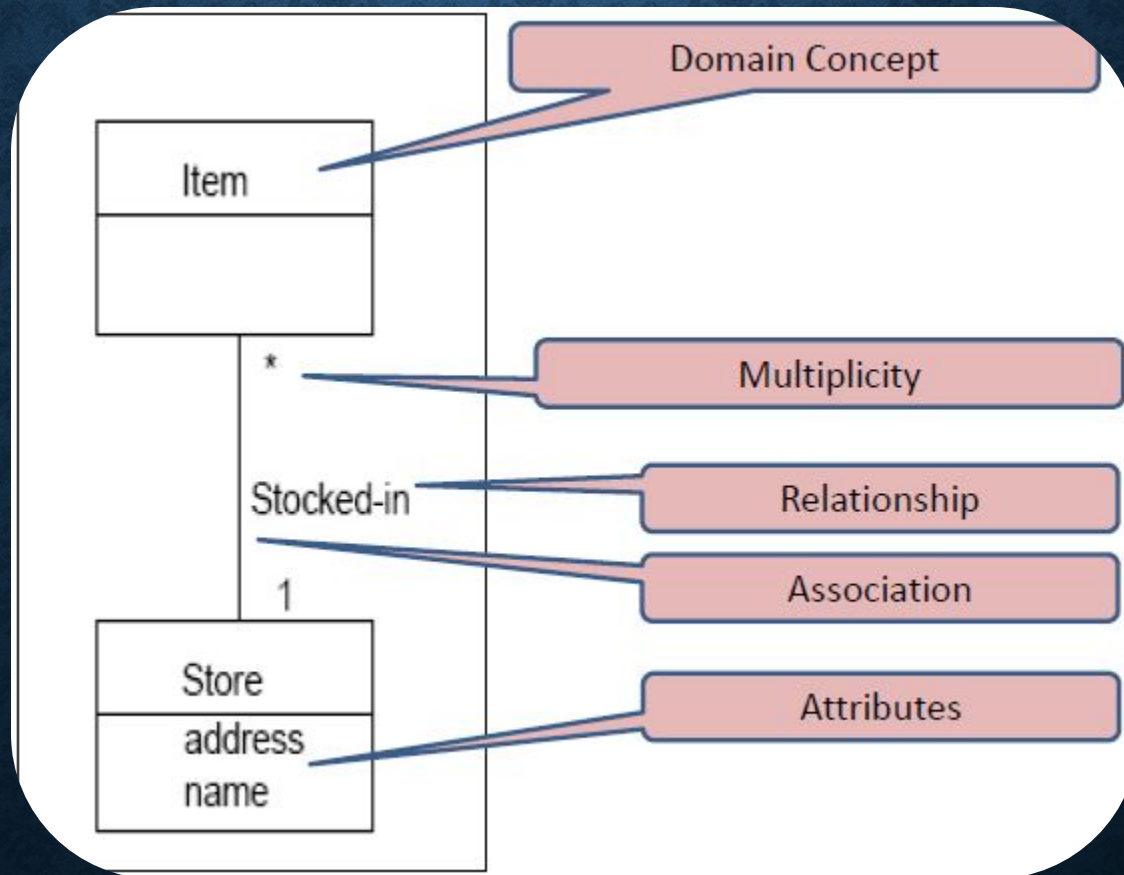 Domain Concept
Item
*
Multiplicity
Stocked-in
Relationship
Association
1
Store
Attributes
address
name